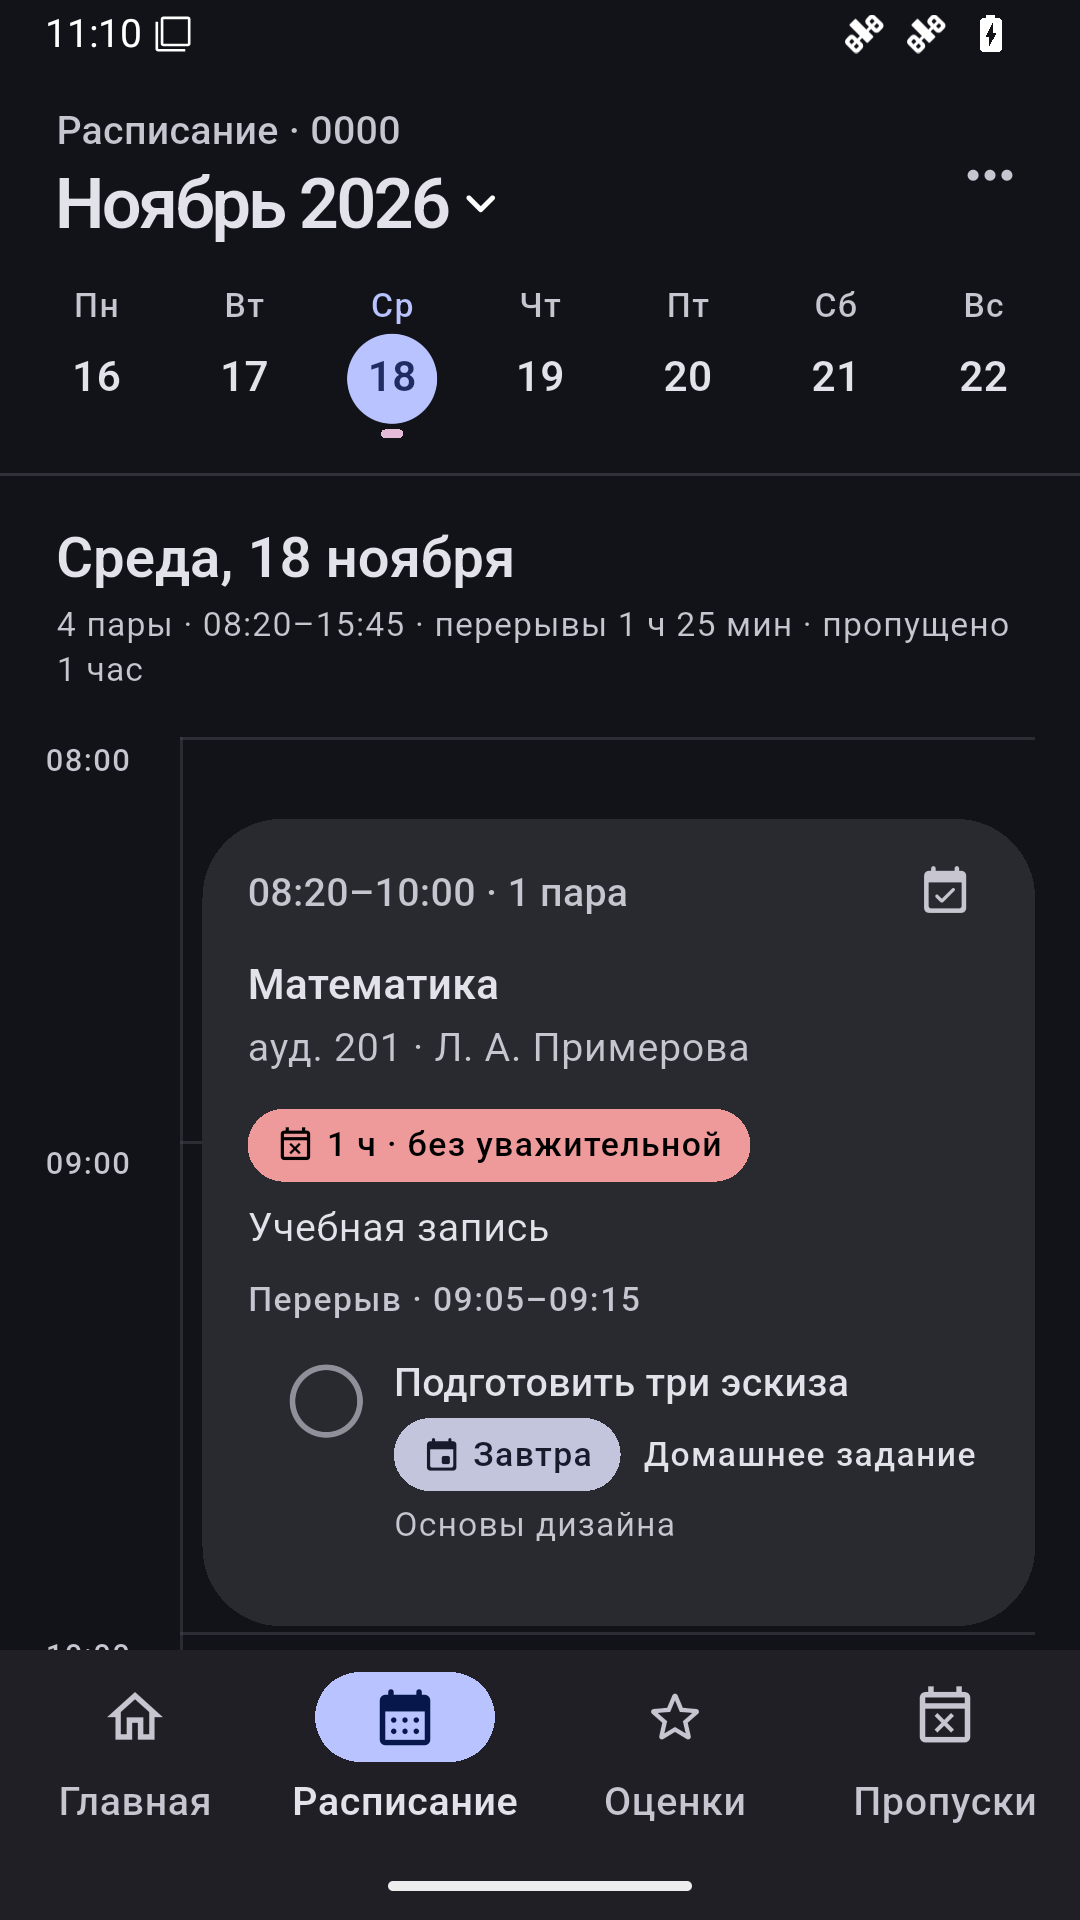 11:10
Расписание · 0000
Ноябрь 2026
Пн Вт Ср Чт Пт Сб Вс
16 17 18 19 20 21 22
Среда, 18 ноября
4 пары · 08:20–15:45 · перерывы 1 ч 25 мин · пропущено
1 час
08:00
08:20–10:00 · 1 пара
Математика
ауд. 201 · Л. А. Примерова
1 ч · без уважительной
09:00
Учебная запись
Перерыв · 09:05–09:15
Подготовить три эскиза
Завтра Домашнее задание
Основы дизайна
Главная Расписание Оценки Пропуски